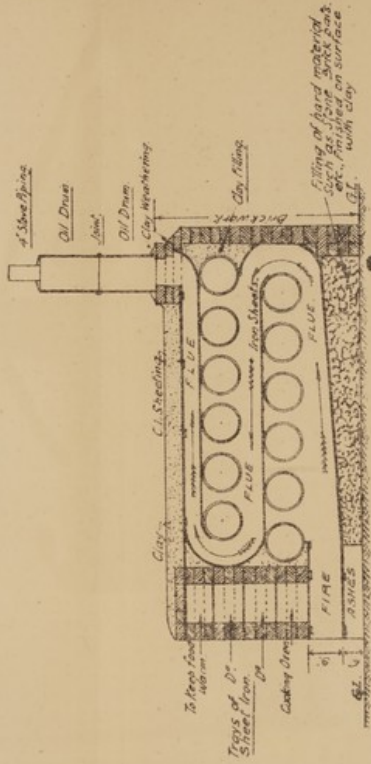 4" Stove Piping
Oil Drum
Joint
Oil Drum
Clay Weathering
C.I. Sheeting
Clay
Clay Filling
Brickwork
FLUE
FLUE
Iron Sheets
FLUE
To Keep Food
Warm
Trays of Dº
Sheet Iron. Dº
Cooking Oven
FIRE
ASHES
Filling of hard material
such as Stone Brick bats.
etc., Finished on surface
with clay
G.L.
G.L.